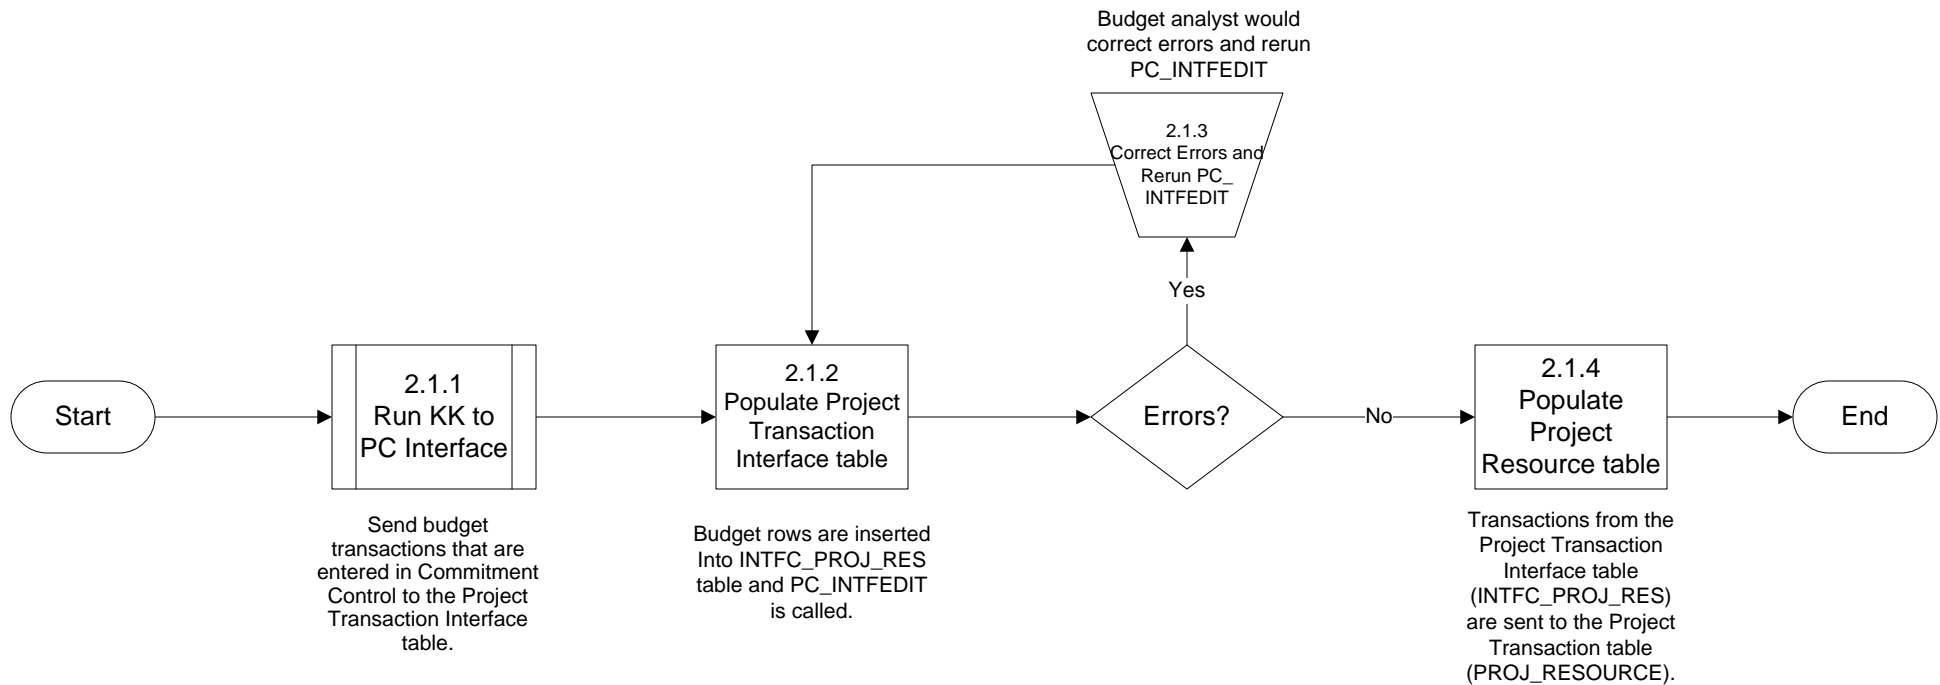 Budget analyst would
correct errors and rerun
PC_INTFEDIT
2.1.3
Correct Errors and
Rerun PC_
INTFEDIT
Yes
Start
2.1.1
Run KK to
PC Interface
2.1.2
Populate Project
Transaction
Interface table
Errors?
No
2.1.4
Populate
Project
Resource table
End
Send budget
transactions that are
entered in Commitment
Control to the Project
Transaction Interface
table.
Budget rows are inserted
Into INTFC_PROJ_RES
table and PC_INTFEDIT
is called.
Transactions from the
Project Transaction
Interface table
(INTFC_PROJ_RES)
are sent to the Project
Transaction table
(PROJ_RESOURCE).